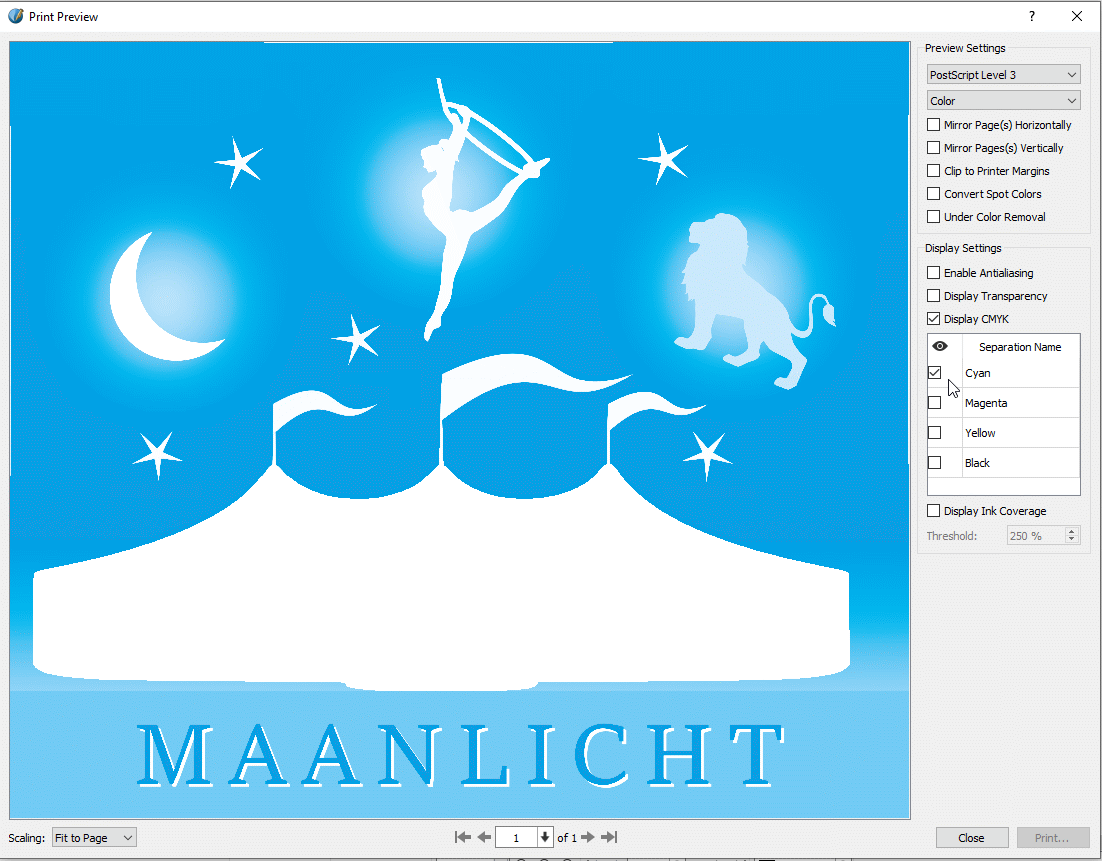 Print Preview
?
Preview Settings
PostScript Level 3
Color
Mirror Page(s) Horizontally
Mirror Pages(s) Vertically
Clip to Printer Margins
Convert Spot Colors
Under Color Removal
Display Settings
Enable Antialiasing
Display Transparency
Display CMYK
Separation Name
Cyan
Magenta
Yellow
Black
Display Ink Coverage
Threshold: 250 %
MAANLICHT
Scaling: Fit to Page
1 of 1
Close Print...